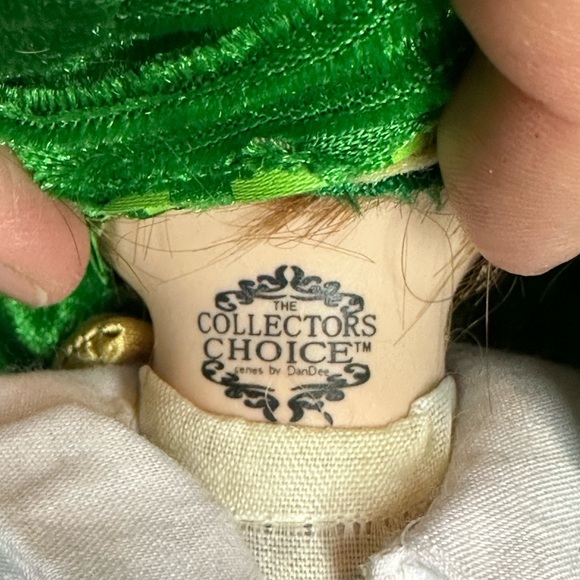 THE
COLLECTORS
CHOICE™
series by DanDee